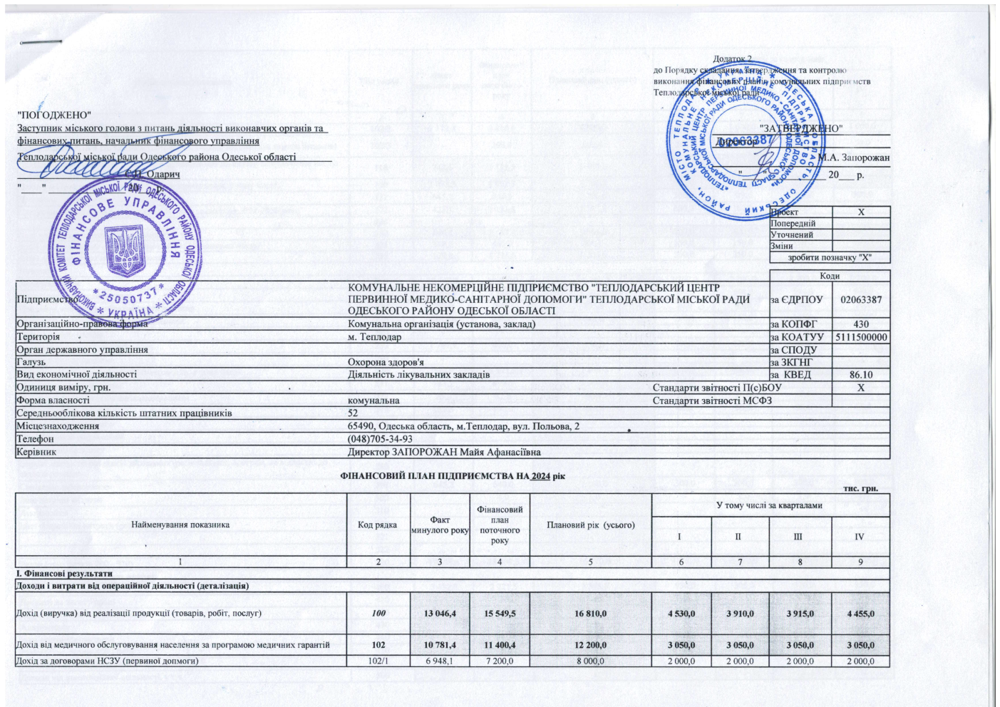 Додаток 2
до Порядку складання, затвердження та контролю
виконання фінансових планів комунальних підприємств
Теплодарської міської ради
"ПОГОДЖЕНО"
Заступник міського голови з питань діяльності виконавчих органів та
фінансових питань, начальник фінансового управління
Теплодарської міської ради Одеського района Одеської області
Одарич
"____" ________________ 20
"ЗАТВЕРДЖЕНО"
Директор
М.А. Запорожан
"____" ____________ 20___ р.
ВИКОНАВЧИЙ КОМІТЕТ ТЕПЛОДАРСЬКОЇ МІСЬКОЇ РАДИ ОДЕСЬКОГО РАЙОНУ ОДЕСЬКОЇ ОБЛАСТІ
ФІНАНСОВЕ УПРАВЛІННЯ
* 25050737 *
* УКРАЇНА *
УКРАЇНА * ОДЕСЬКА ОБЛАСТЬ, ОДЕСЬКИЙ РАЙОН, МІСТО ТЕПЛОДАР *
КОМУНАЛЬНЕ НЕКОМЕРЦІЙНЕ ПІДПРИЄМСТВО
«ТЕПЛОДАРСЬКИЙ ЦЕНТР ПЕРВИННОЇ МЕДИКО-САНІТАРНОЇ ДОПОМОГИ»
ТЕПЛОДАРСЬКОЇ МІСЬКОЇ РАДИ ОДЕСЬКОГО РАЙОНУ ОДЕСЬКОЇ ОБЛАСТІ
02063387
Проект X
Попередній
Уточнений
Зміни
зробити позначку "X"
Коди
Підприємство КОМУНАЛЬНЕ НЕКОМЕРЦІЙНЕ ПІДПРИЄМСТВО "ТЕПЛОДАРСЬКИЙ ЦЕНТР
ПЕРВИННОЇ МЕДИКО-САНІТАРНОЇ ДОПОМОГИ" ТЕПЛОДАРСЬКОЇ МІСЬКОЇ РАДИ
ОДЕСЬКОГО РАЙОНУ ОДЕСЬКОЇ ОБЛАСТІ
за ЄДРПОУ 02063387
Організаційно-правова форма Комунальна організація (установа, заклад) за КОПФГ 430
Територія м. Теплодар за КОАТУУ 5111500000
Орган державного управління за СПОДУ
Галузь Охорона здоров'я за ЗКГНГ
Вид економічної діяльності Діяльність лікувальних закладів за КВЕД 86.10
Одиниця виміру, грн. Стандарти звітності П(с)БОУ X
Форма власності комунальна Стандарти звітності МСФЗ
Середньооблікова кількість штатних працівників 52
Місцезнаходження 65490, Одеська область, м.Теплодар, вул. Польова, 2
Телефон (048)705-34-93
Керівник Директор ЗАПОРОЖАН Майя Афанасіївна
ФІНАНСОВИЙ ПЛАН ПІДПРИЄМСТВА НА 2024 рік
тис. грн.
Найменування показника Код рядка Факт минулого року Фінансовий план поточного року Плановий рік (усього) У тому числі за кварталами
I II III IV
1 2 3 4 5 6 7 8 9
I. Фінансові результати
Доходи і витрати від операційної діяльності (деталізація)
Дохід (виручка) від реалізації продукції (товарів, робіт, послуг) 100 13 046,4 15 549,5 16 810,0 4 530,0 3 910,0 3 915,0 4 455,0
Дохід від медичного обслуговування населення за програмою медичних гарантій 102 10 781,4 11 400,4 12 200,0 3 050,0 3 050,0 3 050,0 3 050,0
Дохід за договорами НСЗУ (первиної допмоги) 102/1 6 948,1 7 200,0 8 000,0 2 000,0 2 000,0 2 000,0 2 000,0